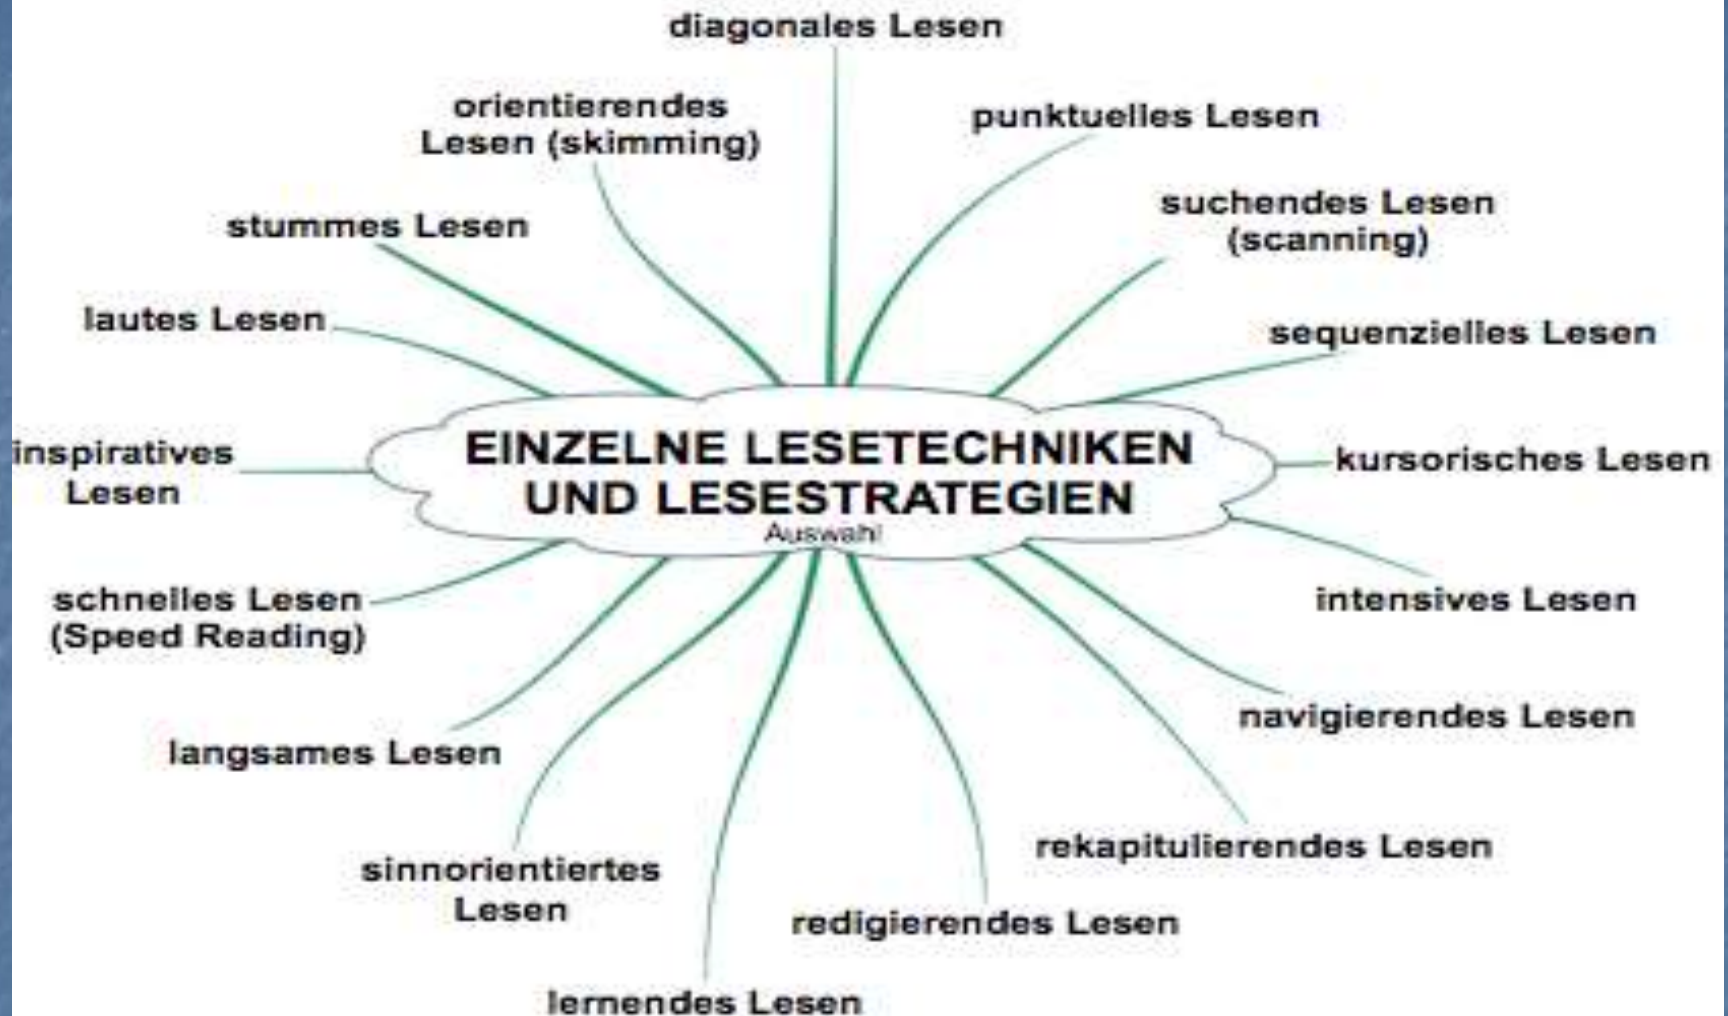 diagonales Lesen
orientierendes
Lesen (skimming)
punktuelles Lesen
suchendes Lesen
(scanning)
stummes Lesen
lautes Lesen
sequenzielles Lesen
EINZELNE LESETECHNIKEN
UND LESESTRATEGIEN
Auswahl
inspiratives
Lesen
kursorisches Lesen
schnelles Lesen
(Speed Reading)
intensives Lesen
navigierendes Lesen
langsames Lesen
rekapitulierendes Lesen
sinnorientiertes
Lesen
redigierendes Lesen
lernendes Lesen